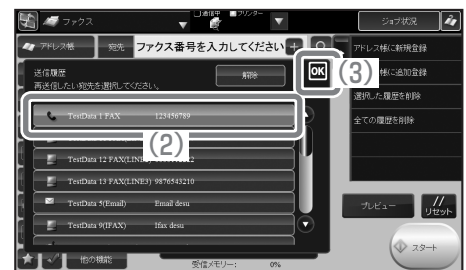 ファクス
送信中
プリンター
ジョブ状況
アドレス帳
宛先
ファクス番号を入力してください
アドレス帳に新規登録
送信履歴
再送信したい宛先を選択してください。
解除
OK
(3)
帳に追加登録
選択した履歴を削除
TestData 1 FAX 123456789
全ての履歴を削除
(2)
TestData 12 FAX(LINE
TestData 13 FAX(LINE3) 9876543210
TestData 5(Email) Email desu
TestData 9(IFAX) Ifax desu
プレビュー
リセット
スタート
他の機能
受信メモリー: 0%